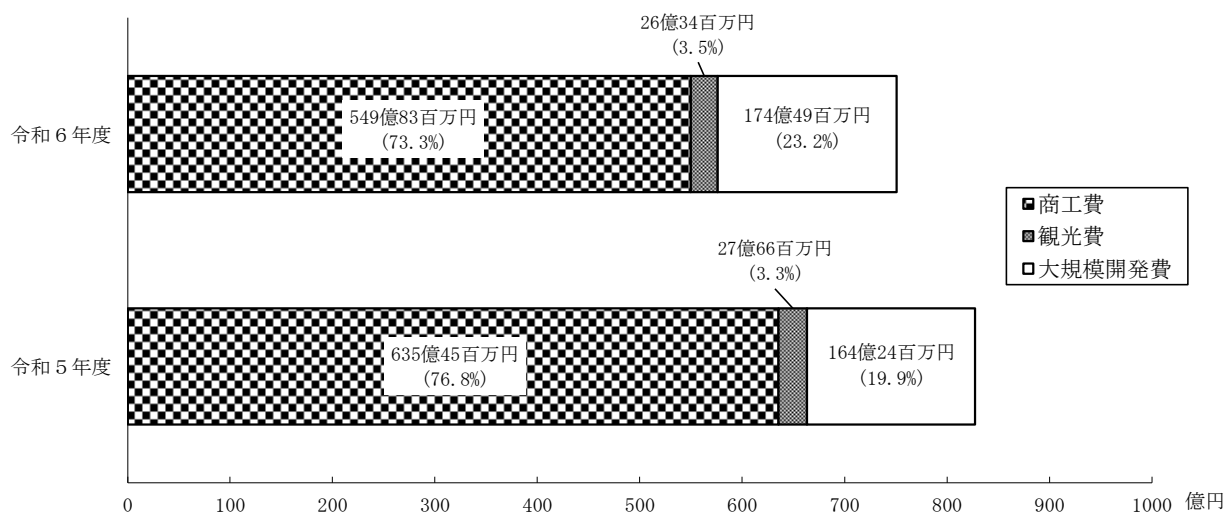 26億34百万円
(3.5%)
令和６年度
549億83百万円
(73.3%)
174億49百万円
(23.2%)
商工費
観光費
大規模開発費
27億66百万円
(3.3%)
令和５年度
635億45百万円
(76.8%)
164億24百万円
(19.9%)
0 100 200 300 400 500 600 700 800 900 1000 億円